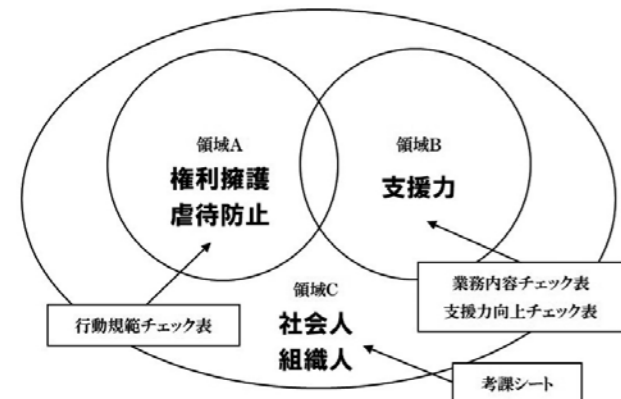 領域A
権利擁護
虐待防止
領域B
支援力
領域C
社会人
組織人
行動規範チェック表
業務内容チェック表
支援力向上チェック表
考課シート